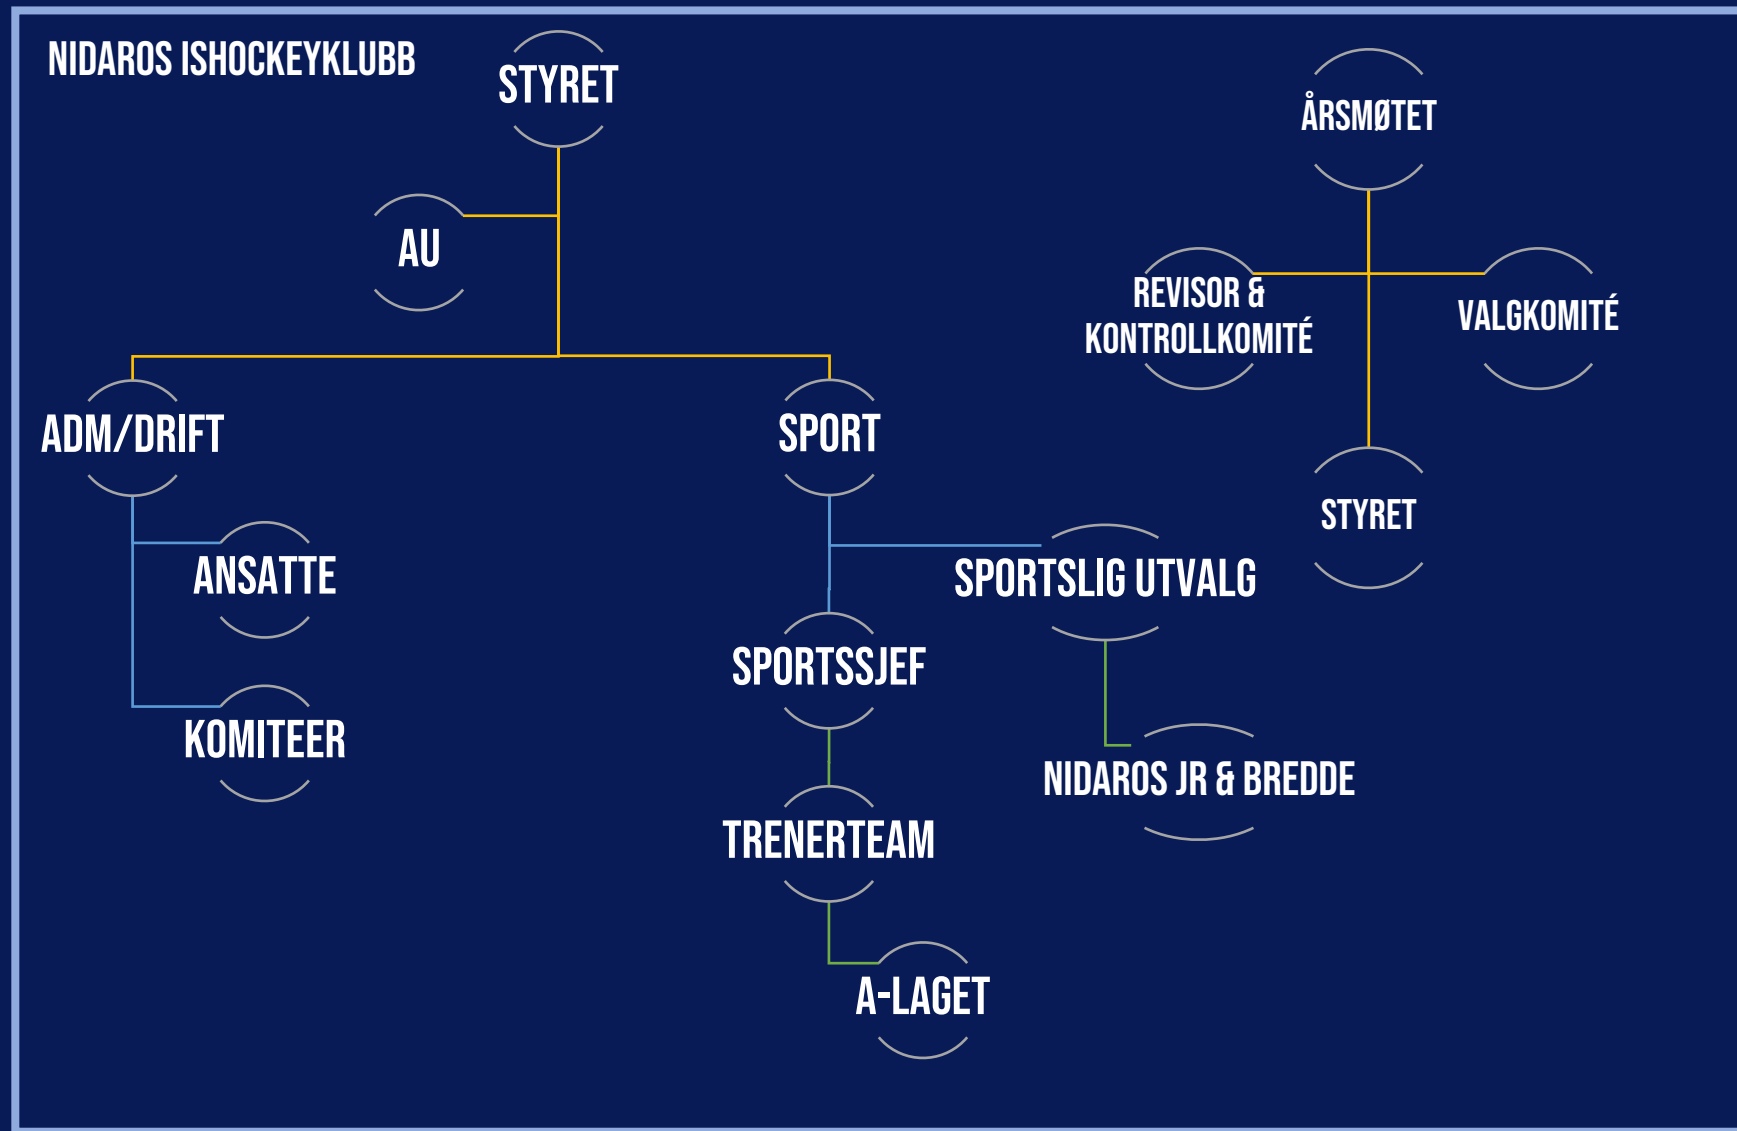 NIDAROS ISHOCKEYKLUBB
STYRET
AU
ADM/DRIFT
ANSATTE
KOMITEER
SPORT
SPORTSLIG UTVALG
SPORTSSJEF
NIDAROS JR & BREDDE
TRENERTEAM
A-LAGET
ÅRSMØTET
REVISOR &
KONTROLLKOMITÉ
VALGKOMITÉ
STYRET